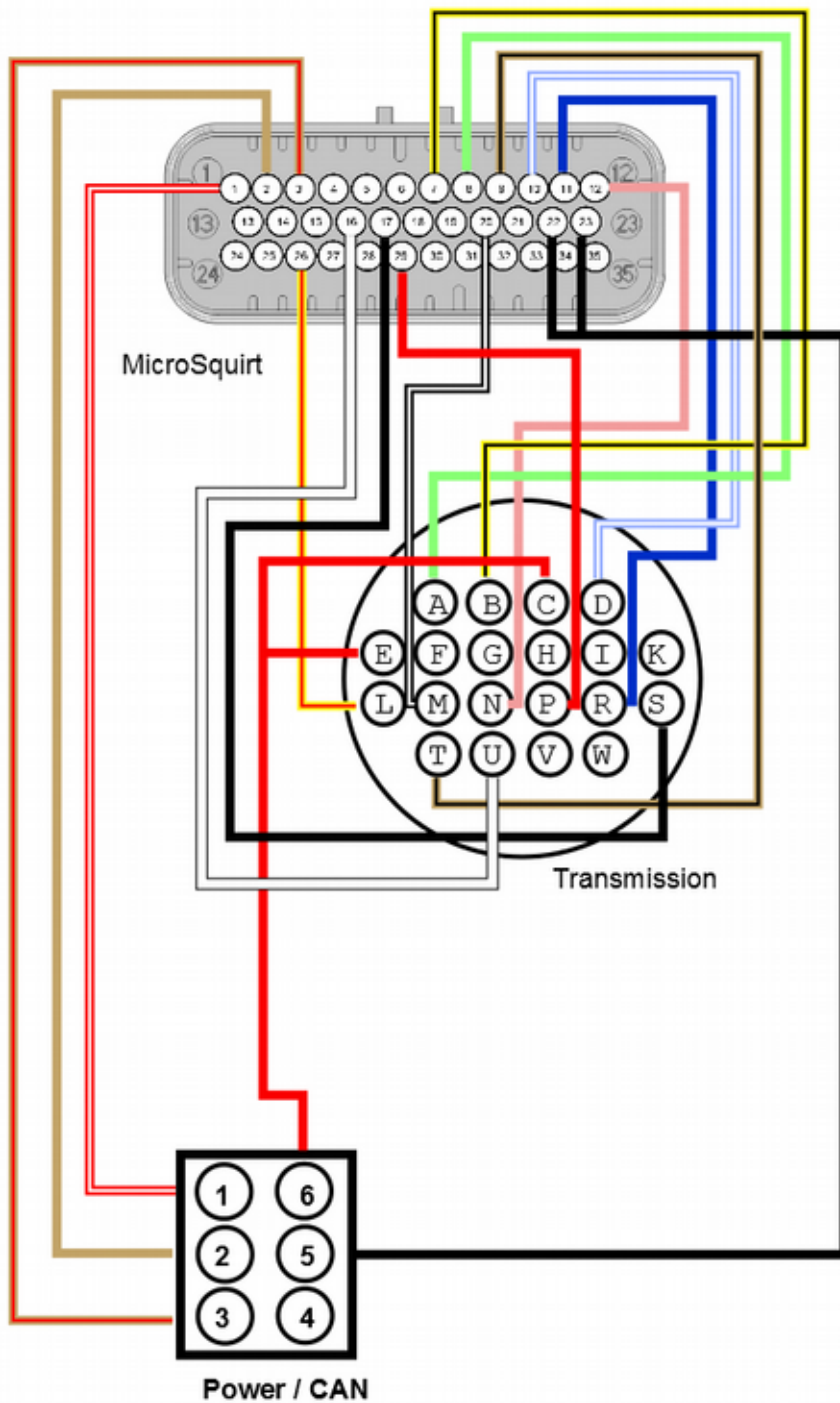 1 12
1 2 3 4 5 6 7 8 9 10 11 12
13 13 14 15 16 17 18 19 20 21 22 23 23
24 25 26 27 28 29 30 31 32 33 34 35
24 35
MicroSquirt
A B C D
E F G H I K
L M N P R S
T U V W
Transmission
1 6
2 5
3 4
Power / CAN